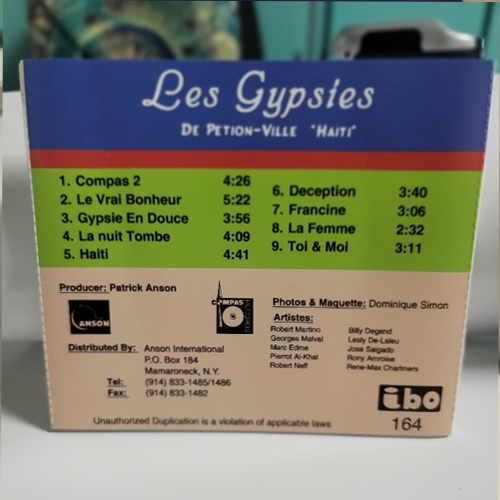 Les Gypsies
DE PETION-VILLE "HAITI"
1. Compas 2 4:26
2. Le Vrai Bonheur 5:22
3. Gypsie En Douce 3:56
4. La nuit Tombe 4:09
5. Haiti 4:41
6. Deception 3:40
7. Francine 3:06
8. La Femme 2:32
9. Toi & Moi 3:11
Producer: Patrick Anson
ANSON
COMPAS
RECORDS
Distributed By: Anson International
P.O. Box 184
Mamaroneck, N.Y.
Tel: (914) 833-1485/1486
Fax: (914) 833-1482
Photos & Maquette: Dominique Simon
Artistes:
Robert Martino Billy Degend
Georges Malval Lesly De-Laleu
Marc Edme Jose Salgado
Pierrot Al-Khal Rony Amroise
Robert Neff Rene-Max Charlmers
ibo
164
Unauthorized Duplication is a violation of applicable laws